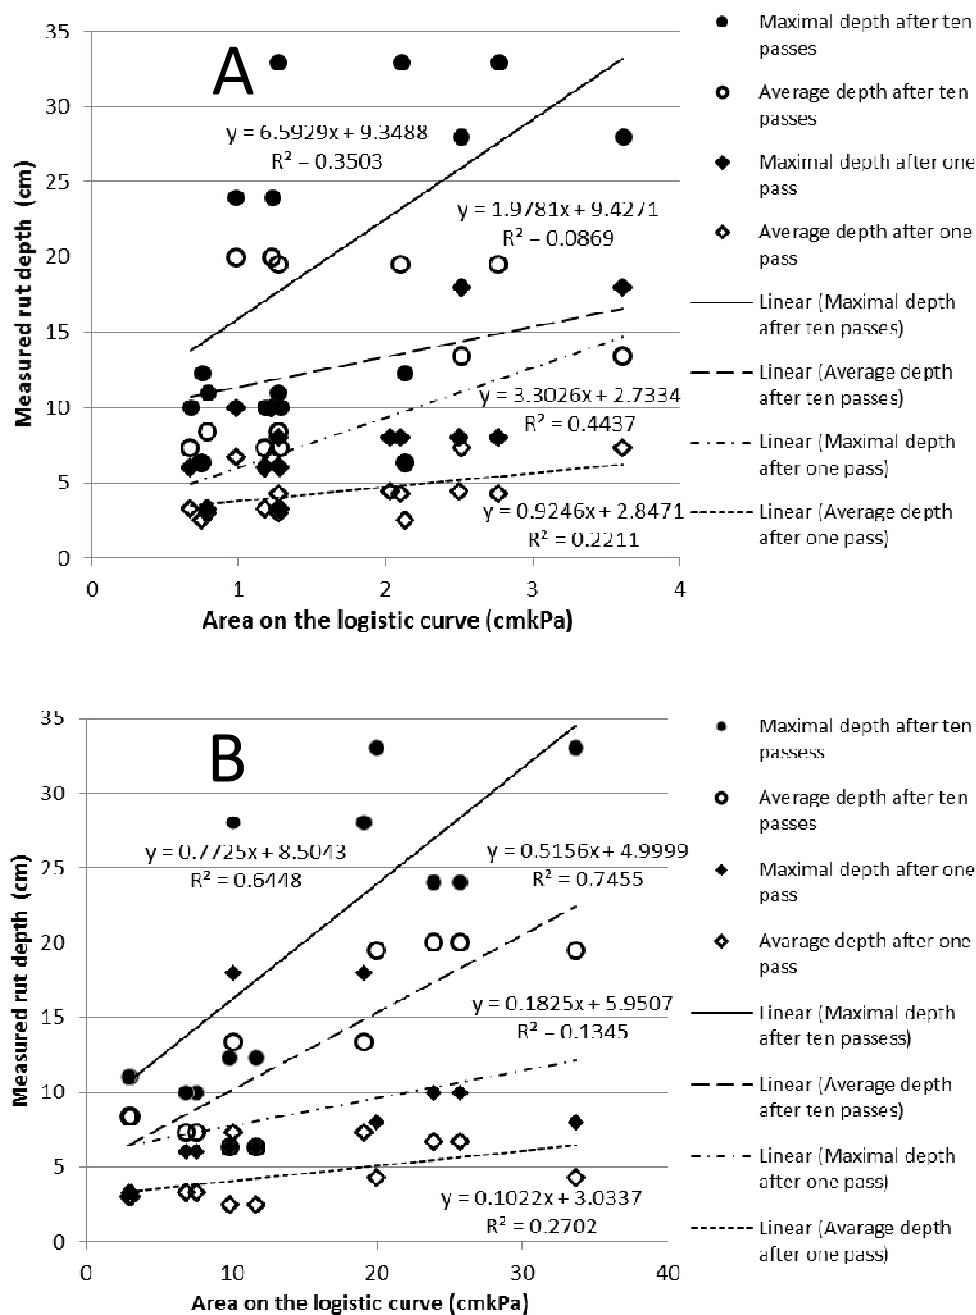 35
30
25
20
15
10
5
0
Measured rut depth (cm)
A
y = 6.5929x + 9.3488
R² – 0.3503
y = 1.9781x + 9.4271
R² – 0.0869
y = 3.3026x + 2.7334
R² = 0.4437
y = 0.9246x + 2.8471
R² = 0.2211
0 1 2 3 4
Area on the logistic curve (cmkPa)
Maximal depth after ten
passes
Average depth after ten
passes
Maximal depth after one
pass
Average depth after one
pass
Linear (Maximal depth
after ten passes)
Linear (Average depth
after ten passes)
Linear (Maximal depth
after one pass)
Linear (Average depth
after one pass)
35
30
25
20
15
10
5
0
Measured rut depth (cm)
B
y = 0.7725x + 8.5043
R² = 0.6448
y = 0.5156x + 4.9999
R² = 0.7455
y = 0.1825x + 5.9507
R² – 0.1345
y = 0.1022x + 3.0337
R² = 0.2702
0 10 20 30 40
Area on the logistic curve (cmkPa)
Maximal depth after ten
passess
Average depth after ten
passes
Maximal depth after one
pass
Avarage depth after one
pass
Linear (Maximal depth
after ten passess)
Linear (Average depth
after ten passes)
Linear (Maximal depth
after one pass)
Linear (Avarage depth
after one pass)